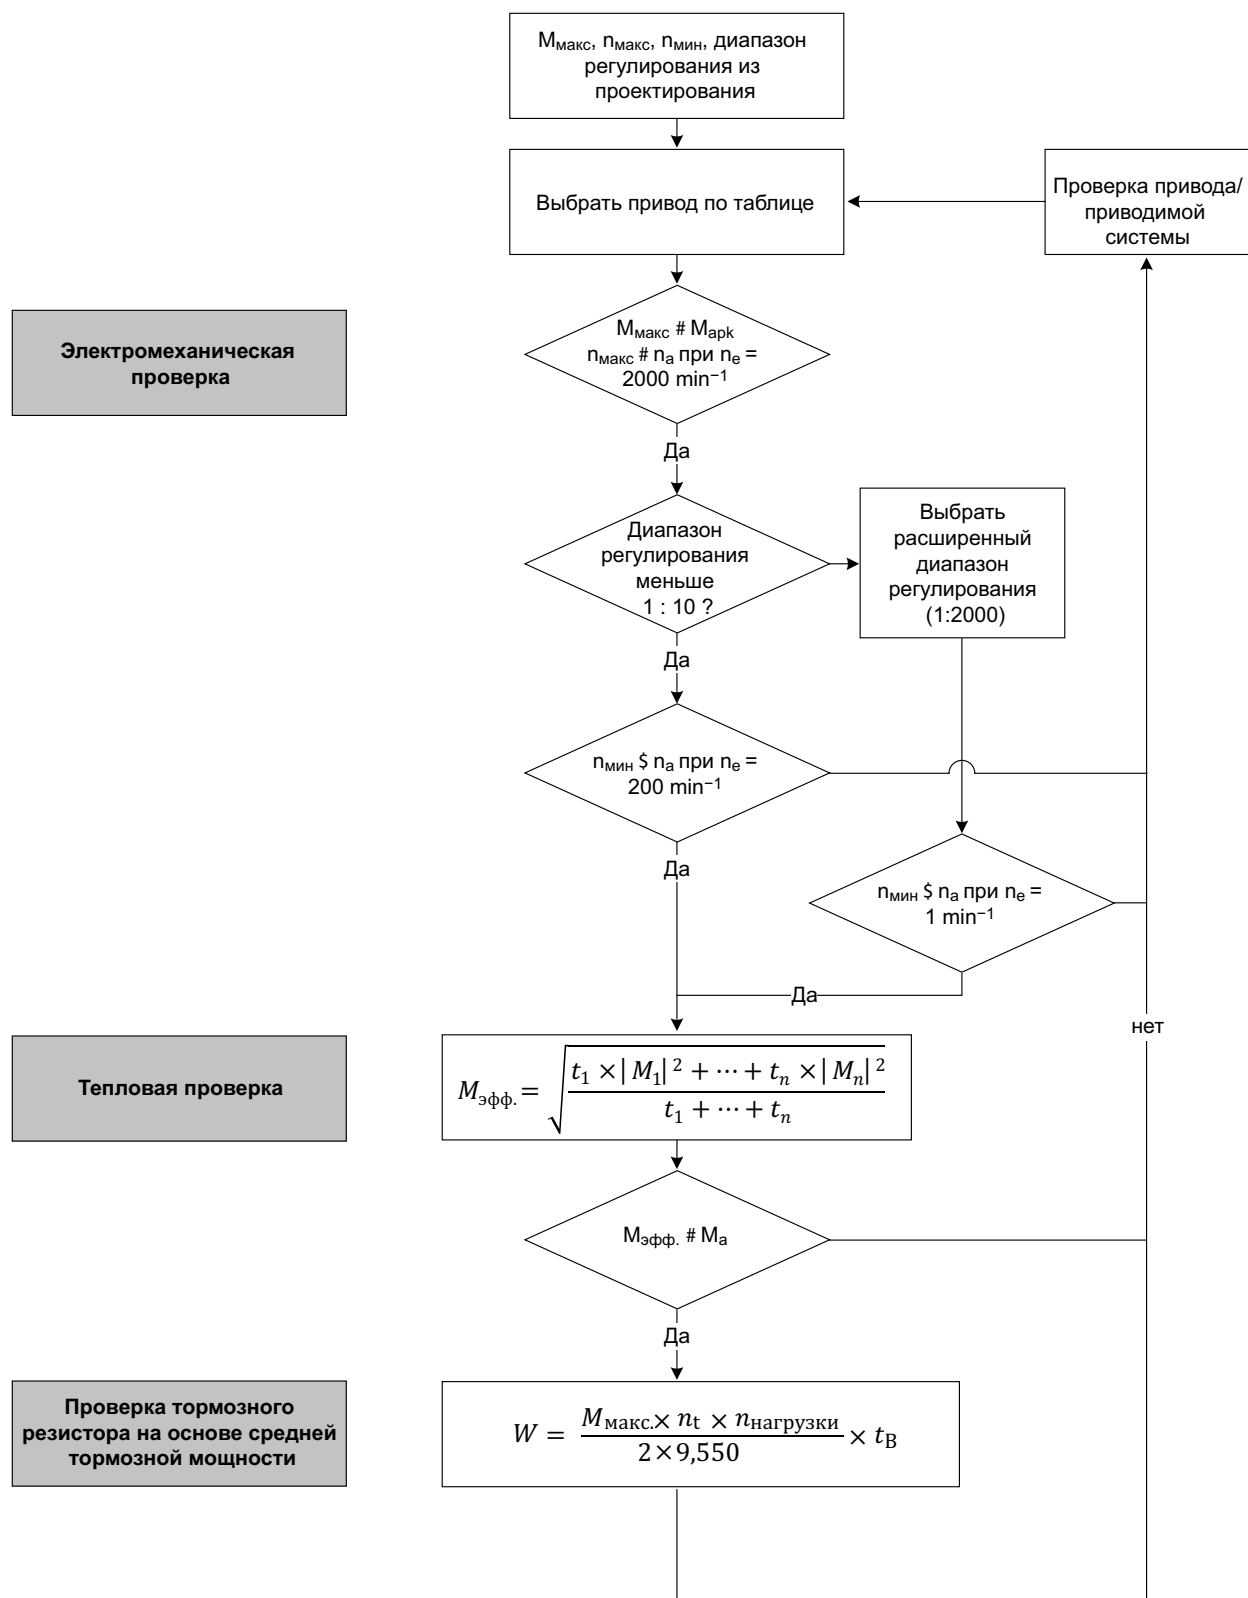 Mмакс, nмакс, nмин, диапазон
регулирования из
проектирования
Выбрать привод по таблице
Проверка привода/
приводимой
системы
Электромеханическая
проверка
Mмакс # Mapk
nмакс # na при ne =
2000 min⁻¹
Да
Диапазон
регулирования
меньше
1 : 10 ?
Выбрать
расширенный
диапазон
регулирования
(1:2000)
Да
nмин $ na при ne =
200 min⁻¹
Да
nмин $ na при ne =
1 min⁻¹
Да
нет
Тепловая проверка
Mэфф. = √((t₁ × |M₁|² + ⋯ + tₙ × |Mₙ|²) / (t₁ + ⋯ + tₙ))
Mэфф. # Ma
Да
Проверка тормозного
резистора на основе средней
тормозной мощности
W = (Mмакс. × nt × nнагрузки) / (2 × 9,550) × tB